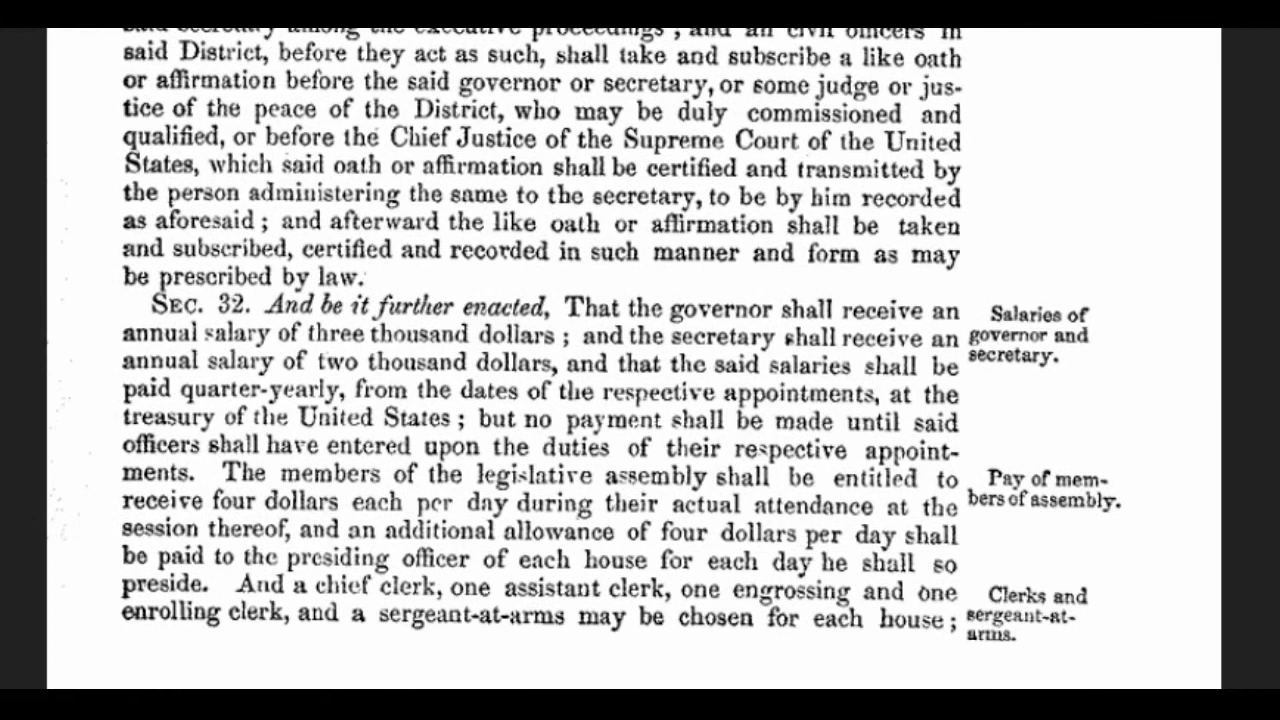 said secretary among the executive proceedings; and all civil officers in
said District, before they act as such, shall take and subscribe a like oath
or affirmation before the said governor or secretary, or some judge or jus-
tice of the peace of the District, who may be duly commissioned and
qualified, or before the Chief Justice of the Supreme Court of the United
States, which said oath or affirmation shall be certified and transmitted by
the person administering the same to the secretary, to be by him recorded
as aforesaid; and afterward the like oath or affirmation shall be taken
and subscribed, certified and recorded in such manner and form as may
be prescribed by law.
SEC. 32. And be it further enacted, That the governor shall receive an
annual salary of three thousand dollars; and the secretary shall receive an
annual salary of two thousand dollars, and that the said salaries shall be
paid quarter-yearly, from the dates of the respective appointments, at the
treasury of the United States; but no payment shall be made until said
officers shall have entered upon the duties of their respective appoint-
ments. The members of the legislative assembly shall be entitled to
receive four dollars each per day during their actual attendance at the
session thereof, and an additional allowance of four dollars per day shall
be paid to the presiding officer of each house for each day he shall so
preside. And a chief clerk, one assistant clerk, one engrossing and one
enrolling clerk, and a sergeant-at-arms may be chosen for each house;
Salaries of
governor and
secretary.
Pay of mem-
bers of assembly.
Clerks and
sergeant-at-
arms.